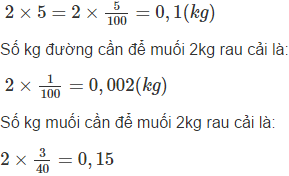 2 × 5 = 2 × 5/100 = 0,1(kg)
Số kg đường cần để muối 2kg rau cải là:
2 × 1/100 = 0,002(kg)
Số kg muối cần để muối 2kg rau cải là:
2 × 3/40 = 0,15